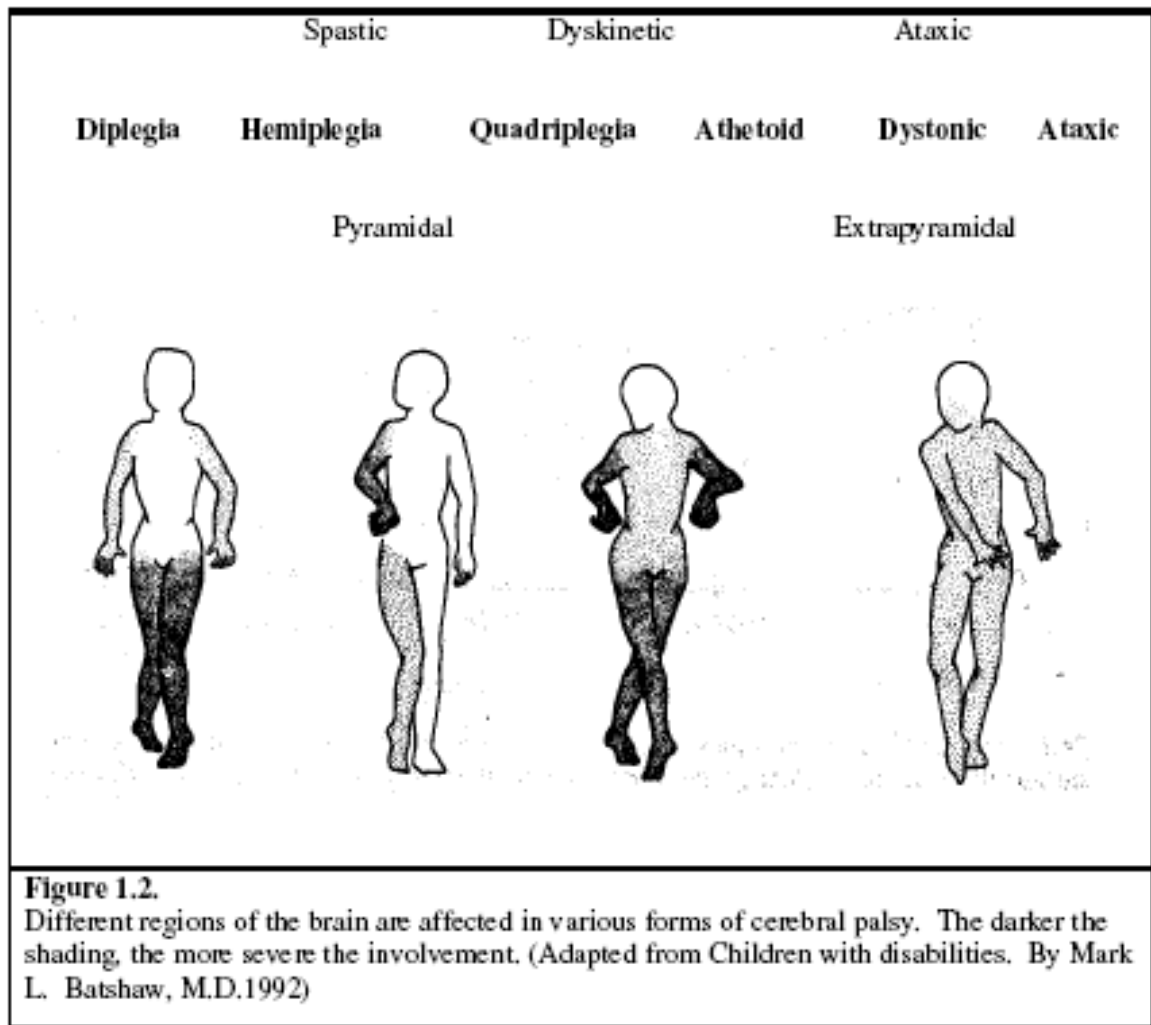 Spastic Dyskinetic Ataxic
Diplegia Hemiplegia Quadriplegia Athetoid Dystonic Ataxic
Pyramidal Extrapyramidal
Figure 1.2.
Different regions of the brain are affected in various forms of cerebral palsy. The darker the
shading, the more severe the involvement. (Adapted from Children with disabilities. By Mark
L. Batshaw, M.D.1992)